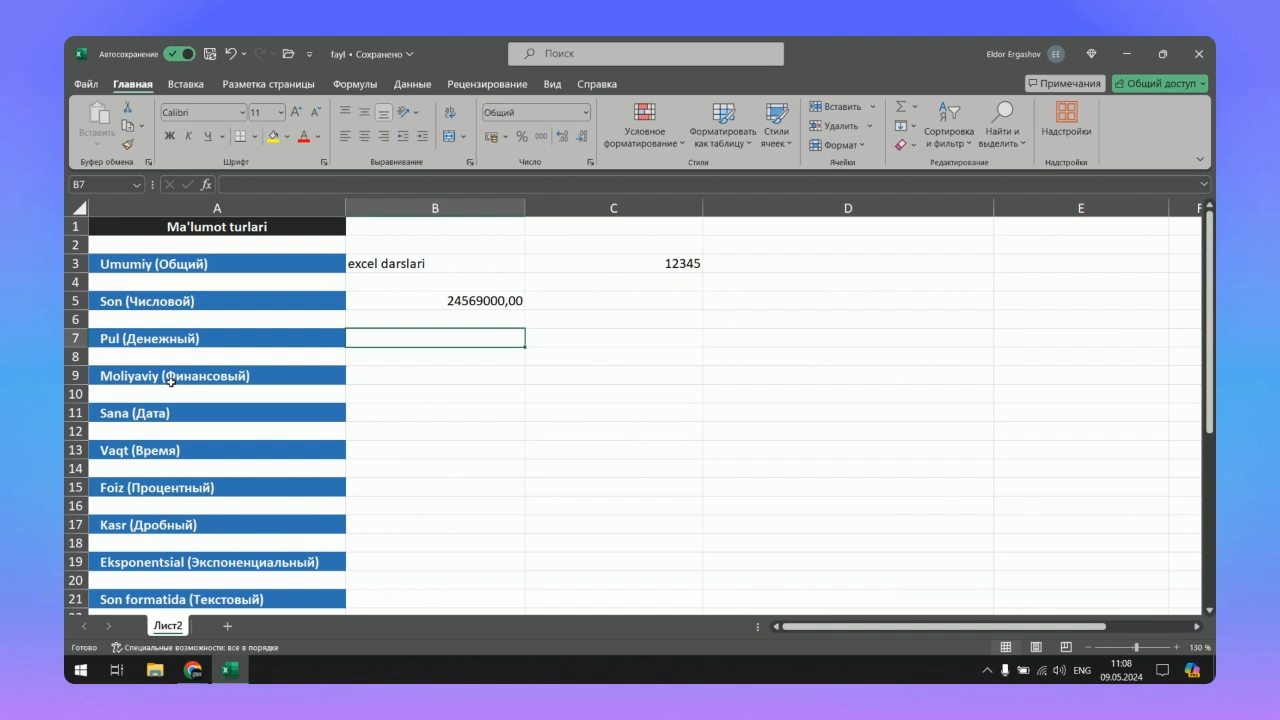 Автосохранение fayl • Сохранено Поиск Eldor Ergashov EE
Файл Главная Вставка Разметка страницы Формулы Данные Рецензирование Вид Справка Примечания Общий доступ
Вставить Calibri 11 Общий Условное форматирование Форматировать как таблицу Стили ячеек Вставить Удалить Формат Сортировка и фильтр Найти и выделить Надстройки
Ж К Ч % 000
Буфер обмена Шрифт Выравнивание Число Стили Ячейки Редактирование Надстройки
B7 fx
A B C D E F
1 Ma'lumot turlari
2
3 Umumiy (Общий) excel darslari 12345
4
5 Son (Числовой) 24569000,00
6
7 Pul (Денежный)
8
9 Moliyaviy (Финансовый)
10
11 Sana (Дата)
12
13 Vaqt (Время)
14
15 Foiz (Процентный)
16
17 Kasr (Дробный)
18
19 Eksponentsial (Экспоненциальный)
20
21 Son formatida (Текстовый)
Лист2
Готово Специальные возможности: все в порядке 130 %
ENG 11:08
09.05.2024